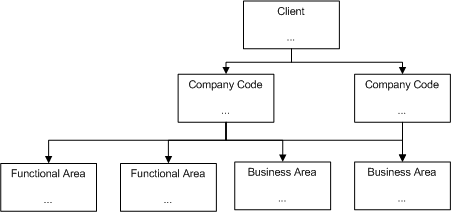 Client
...
Company Code
...
Company Code
...
Functional Area
...
Functional Area
...
Business Area
...
Business Area
...